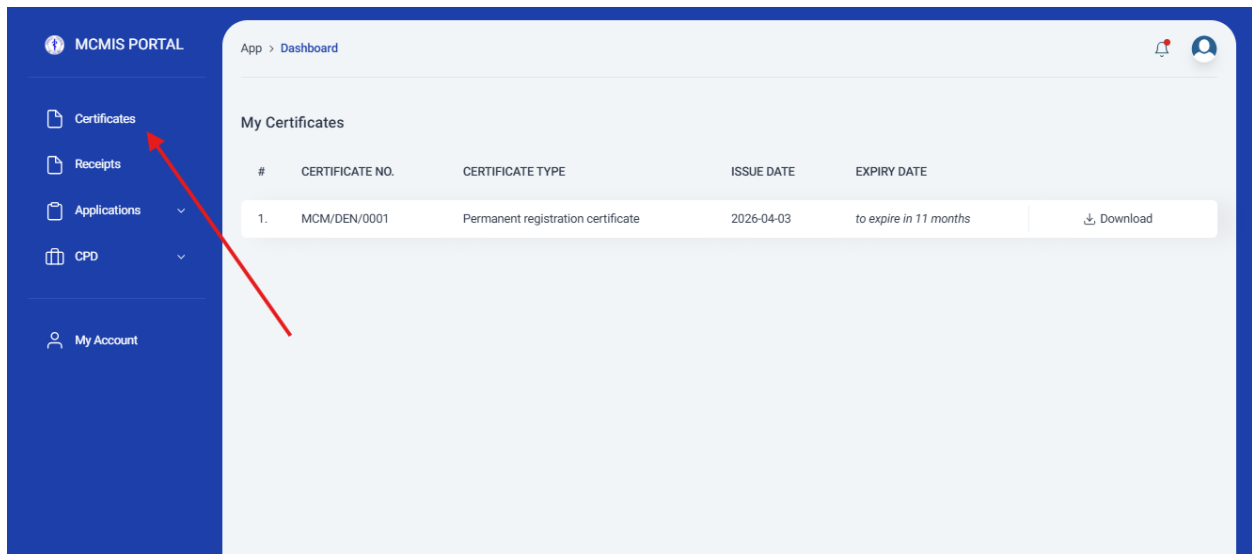 MCMIS PORTAL
App > Dashboard
Certificates
Receipts
Applications
CPD
My Account
My Certificates
# CERTIFICATE NO. CERTIFICATE TYPE ISSUE DATE EXPIRY DATE
1. MCM/DEN/0001 Permanent registration certificate 2026-04-03 to expire in 11 months Download